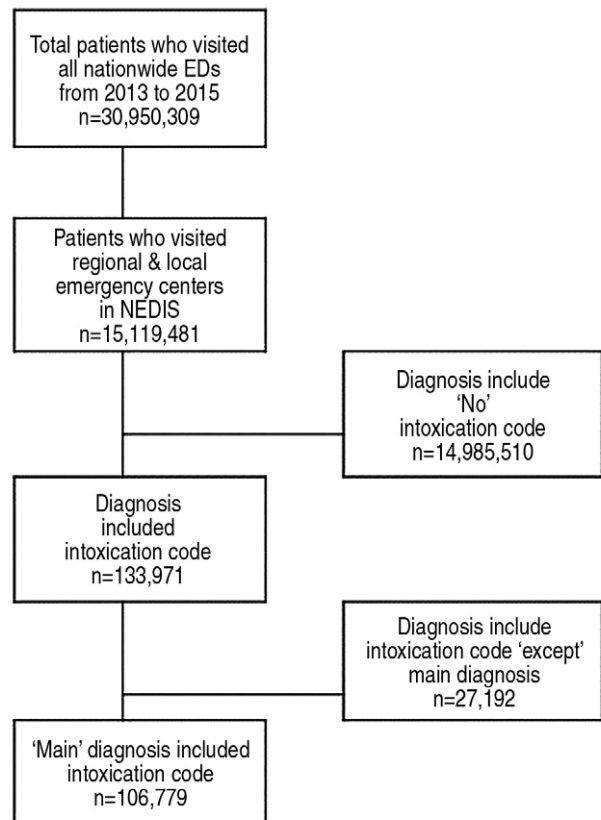 Total patients who visited
all nationwide EDs
from 2013 to 2015
n=30,950,309
Patients who visited
regional & local
emergency centers
in NEDIS
n=15,119,481
Diagnosis include
‘No’
intoxication code
n=14,985,510
Diagnosis
included
intoxication code
n=133,971
Diagnosis include
intoxication code ‘except’
main diagnosis
n=27,192
‘Main’ diagnosis included
intoxication code
n=106,779